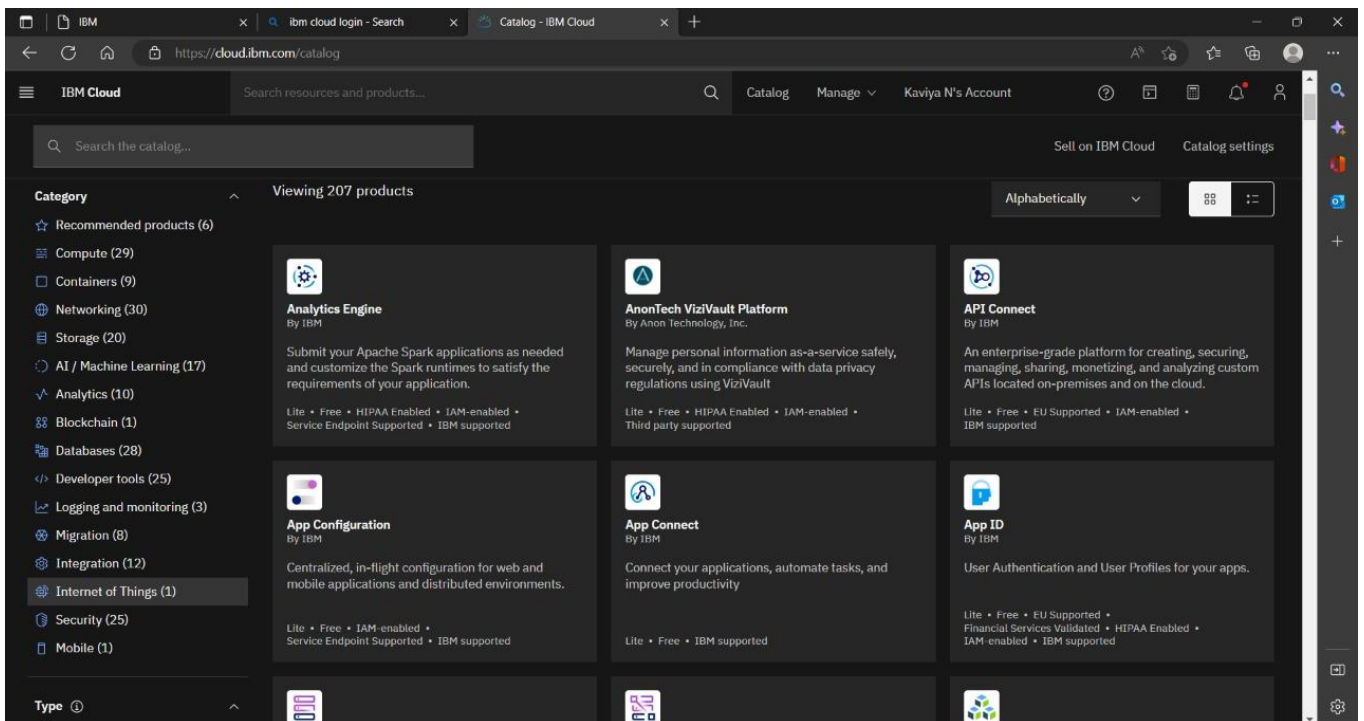 IBM
ibm cloud login - Search
Catalog - IBM Cloud
https://cloud.ibm.com/catalog
IBM Cloud
Search resources and products...
Catalog
Manage
Kaviya N's Account
Search the catalog...
Sell on IBM Cloud
Catalog settings
Category
Recommended products (6)
Compute (29)
Containers (9)
Networking (30)
Storage (20)
AI / Machine Learning (17)
Analytics (10)
Blockchain (1)
Databases (28)
Developer tools (25)
Logging and monitoring (3)
Migration (8)
Integration (12)
Internet of Things (1)
Security (25)
Mobile (1)
Type
Viewing 207 products
Alphabetically
Analytics Engine
By IBM
Submit your Apache Spark applications as needed
and customize the Spark runtimes to satisfy the
requirements of your application.
Lite • Free • HIPAA Enabled • IAM-enabled •
Service Endpoint Supported • IBM supported
AnonTech ViziVault Platform
By Anon Technology, Inc.
Manage personal information as-a-service safely,
securely, and in compliance with data privacy
regulations using ViziVault
Lite • Free • HIPAA Enabled • IAM-enabled •
Third party supported
API Connect
By IBM
An enterprise-grade platform for creating, securing,
managing, sharing, monetizing, and analyzing custom
APIs located on-premises and on the cloud.
Lite • Free • EU Supported • IAM-enabled •
IBM supported
App Configuration
By IBM
Centralized, in-flight configuration for web and
mobile applications and distributed environments.
Lite • Free • IAM-enabled •
Service Endpoint Supported • IBM supported
App Connect
By IBM
Connect your applications, automate tasks, and
improve productivity
Lite • Free • IBM supported
App ID
By IBM
User Authentication and User Profiles for your apps.
Lite • Free • EU Supported •
Financial Services Validated • HIPAA Enabled •
IAM-enabled • IBM supported